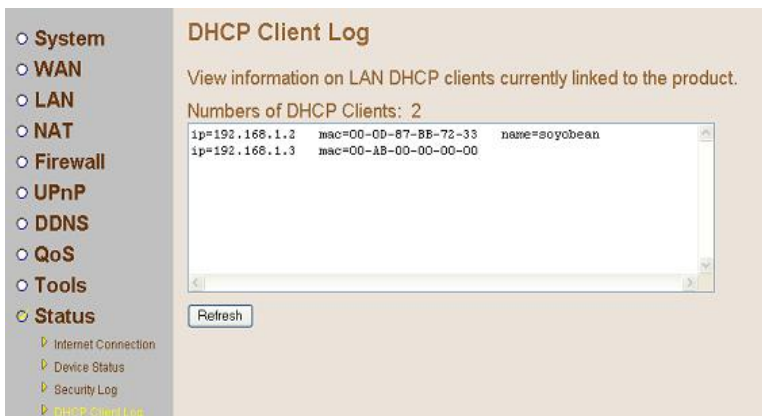 System
WAN
LAN
NAT
Firewall
UPnP
DDNS
QoS
Tools
Status
Internet Connection
Device Status
Security Log
DHCP Client Log
DHCP Client Log
View information on LAN DHCP clients currently linked to the product.
Numbers of DHCP Clients: 2
ip=192.168.1.2 mac=00-0D-87-BB-72-33 name=soyobean
ip=192.168.1.3 mac=00-AB-00-00-00-00
Refresh